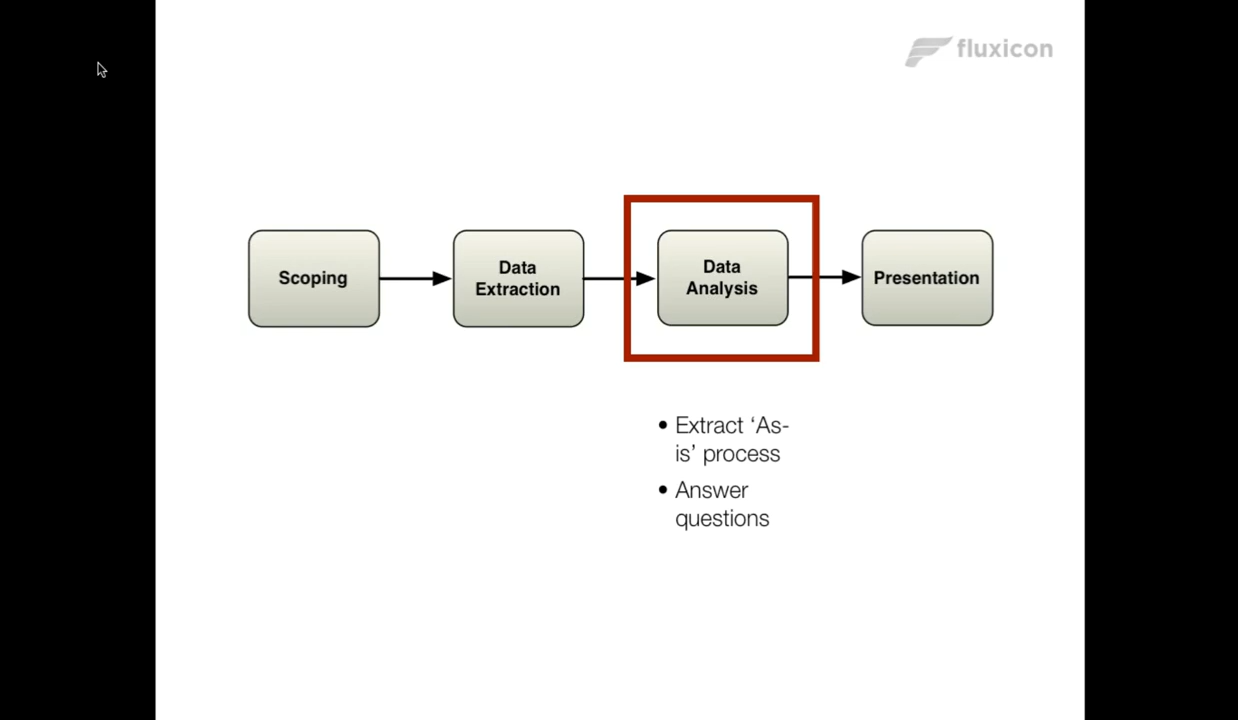 fluxicon
Scoping
Data
Extraction
Data
Analysis
Presentation
• Extract ‘As-
is’ process
• Answer
questions